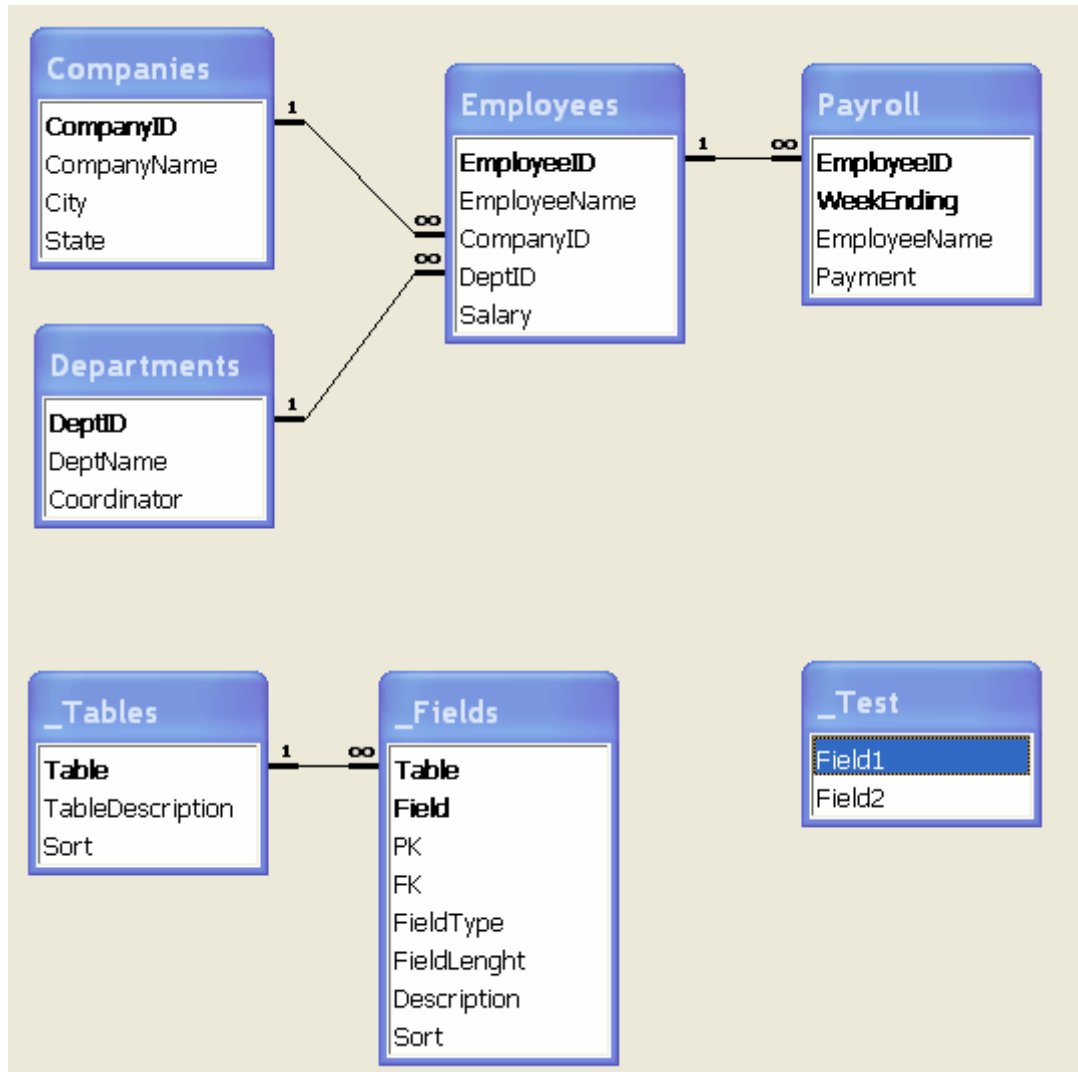 Companies
CompanyID
CompanyName
City
State
1
∞
Departments
DeptID
DeptName
Coordinator
1
∞
Employees
EmployeeID
EmployeeName
CompanyID
DeptID
Salary
1
∞
Payroll
EmployeeID
WeekEnding
EmployeeName
Payment
_Tables
Table
TableDescription
Sort
1
∞
_Fields
Table
Field
PK
FK
FieldType
FieldLenght
Description
Sort
_Test
Field1
Field2